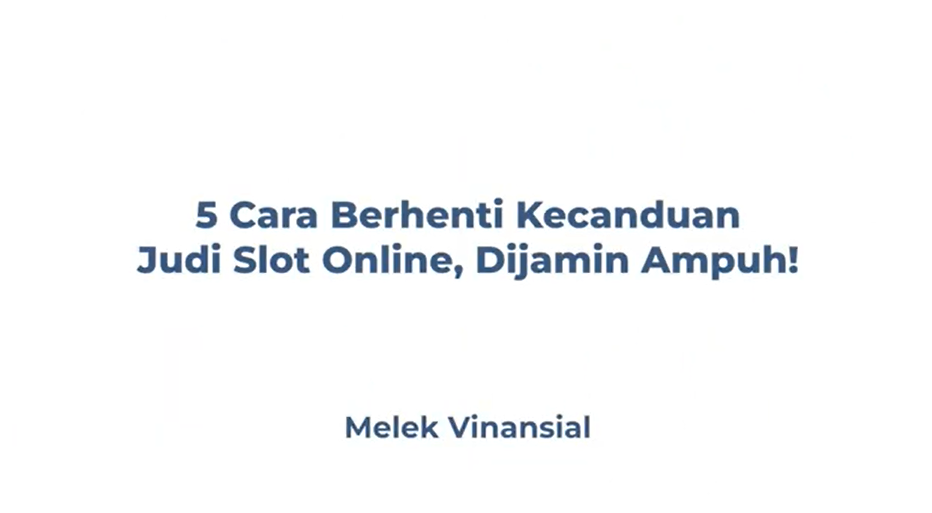 5 Cara Berhenti Kecanduan
Judi Slot Online, Dijamin Ampuh!
Melek Vinansial